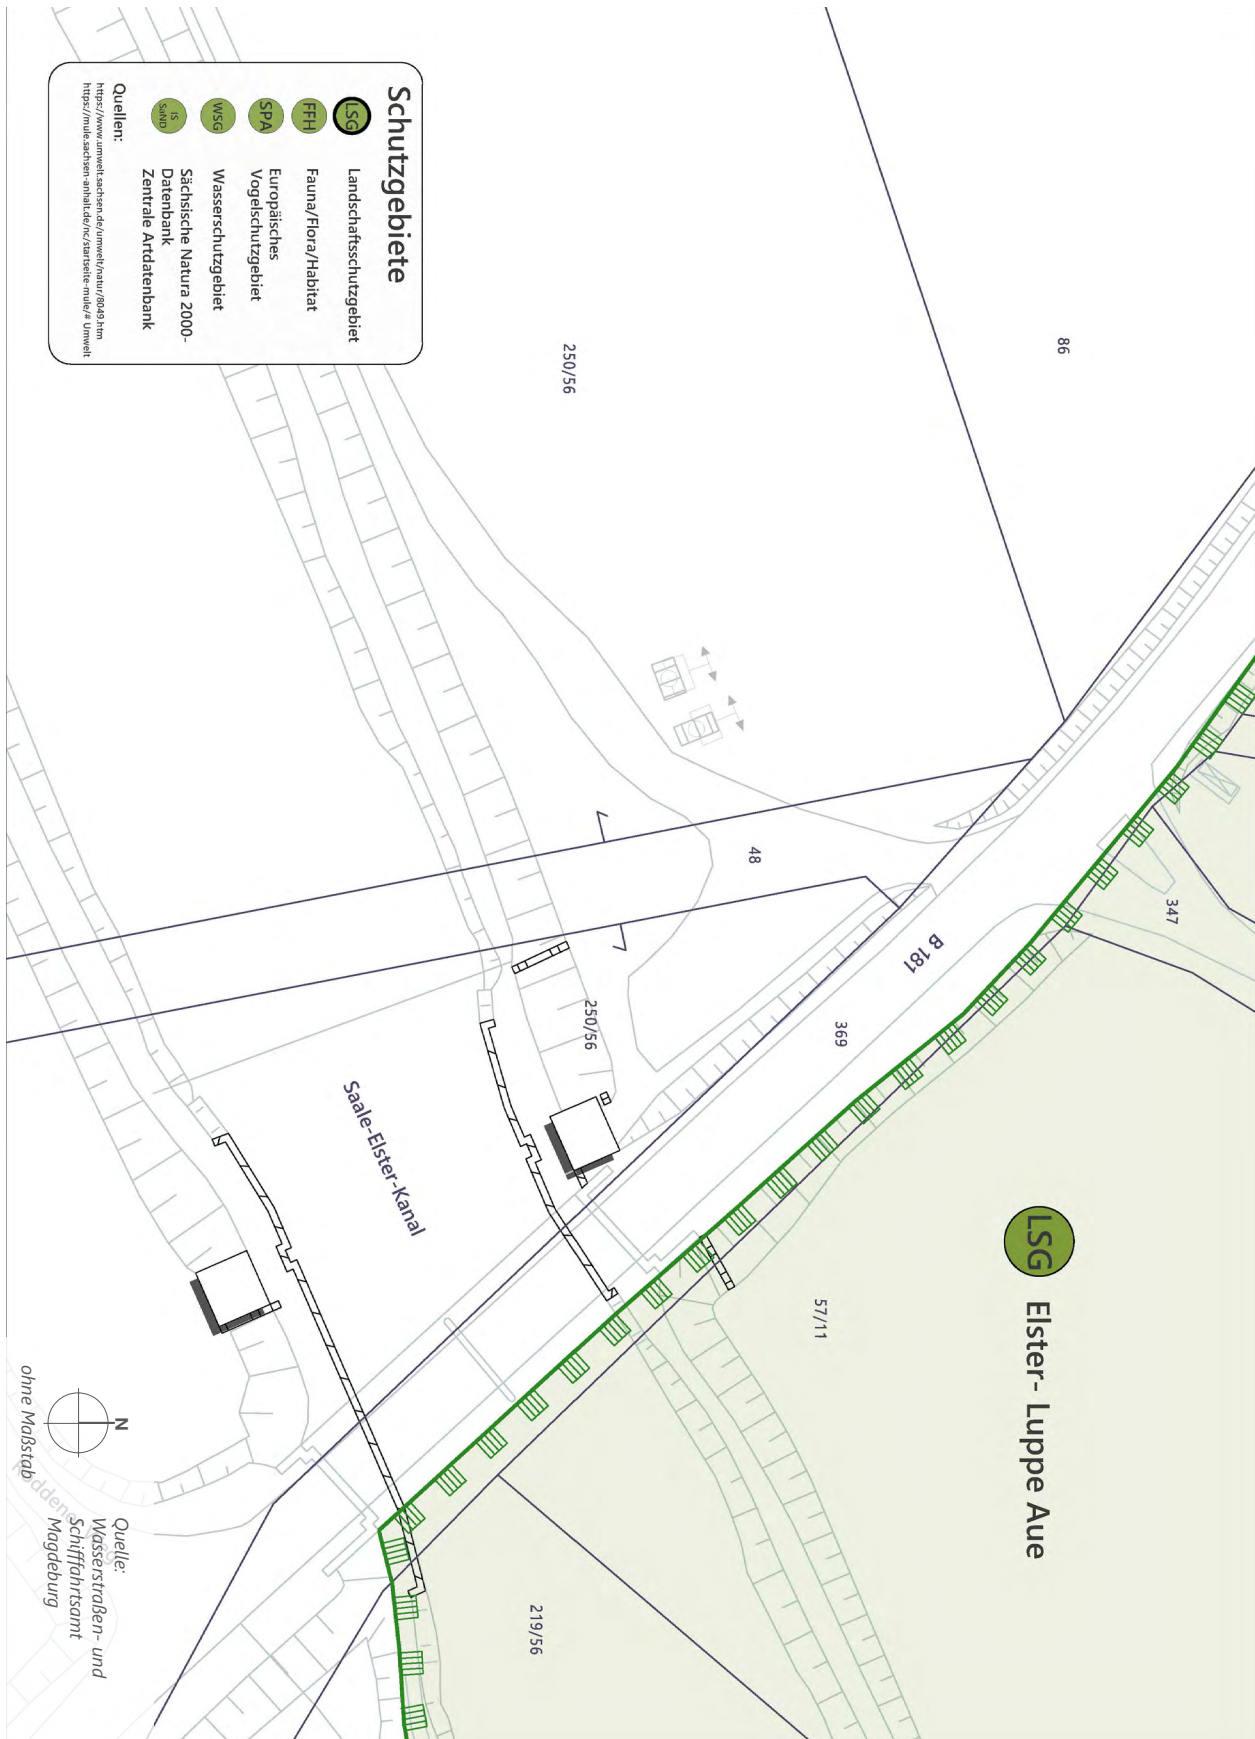 Schutzgebiete
LSG Landschaftsschutzgebiet
FFH Fauna/Flora/Habitat
SPA Europäisches
Vogelschutzgebiet
WSG Wasserschutzgebiet
IS
SaND
Sächsische Natura 2000-
Datenbank
Zentrale Artdatenbank
Quellen:
https://www.umwelt.sachsen.de/umwelt/natur/8049.htm
https://mule.sachsen-anhalt.de/nc/startseite-mule/# Umwelt
86
250/56
48
347
B 181
369
250/56
Saale-Elster-Kanal
LSG Elster- Luppe Aue
57/11
219/56
N
ohne Maßstab
Quelle:
Wasserstraßen- und
Schifffahrtsamt
Magdeburg